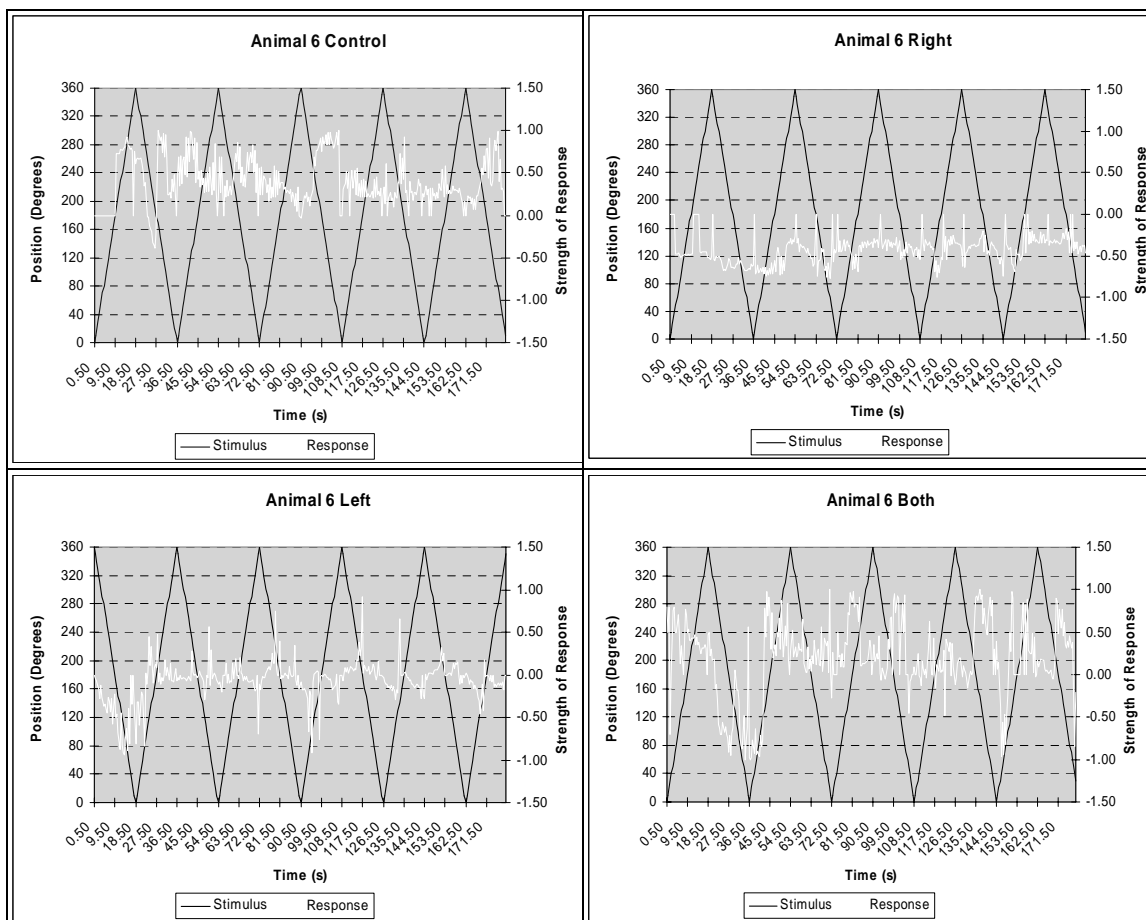 Animal 6 Control
Position (Degrees)
360
320
280
240
200
160
120
80
40
0
1.50
1.00
0.50
0.00
-0.50
-1.00
-1.50
Strength of Response
0.50 9.50 18.50 27.50 36.50 45.50 54.50 63.50 72.50 81.50 90.50 99.50 108.50 117.50 126.50 135.50 144.50 153.50 162.50 171.50
Time (s)
Stimulus Response
Animal 6 Right
Position (Degrees)
360
320
280
240
200
160
120
80
40
0
1.50
1.00
0.50
0.00
-0.50
-1.00
-1.50
Strength of Response
0.50 9.50 18.50 27.50 36.50 45.50 54.50 63.50 72.50 81.50 90.50 99.50 108.50 117.50 126.50 135.50 144.50 153.50 162.50 171.50
Time (s)
Stimulus Response
Animal 6 Left
Position (Degrees)
360
320
280
240
200
160
120
80
40
0
1.50
1.00
0.50
0.00
-0.50
-1.00
-1.50
Strength of Response
0.50 9.50 18.50 27.50 36.50 45.50 54.50 63.50 72.50 81.50 90.50 99.50 108.50 117.50 126.50 135.50 144.50 153.50 162.50 171.50
Time (s)
Stimulus Response
Animal 6 Both
Position (Degrees)
360
320
280
240
200
160
120
80
40
0
1.50
1.00
0.50
0.00
-0.50
-1.00
-1.50
Strength of Response
0.50 9.50 18.50 27.50 36.50 45.50 54.50 63.50 72.50 81.50 90.50 99.50 108.50 117.50 126.50 135.50 144.50 153.50 162.50 171.50
Time (s)
Stimulus Response